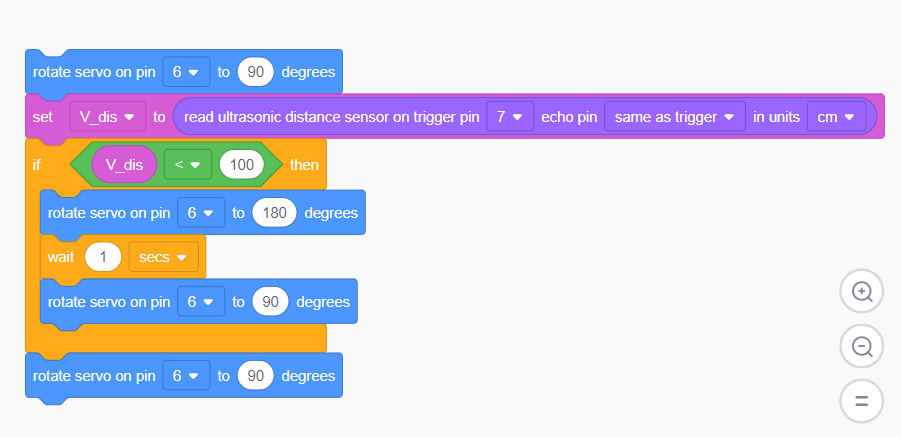 rotate servo on pin 6 to 90 degrees
set V_dis to read ultrasonic distance sensor on trigger pin 7 echo pin same as trigger in units cm
if V_dis < 100 then
rotate servo on pin 6 to 180 degrees
wait 1 secs
rotate servo on pin 6 to 90 degrees
rotate servo on pin 6 to 90 degrees